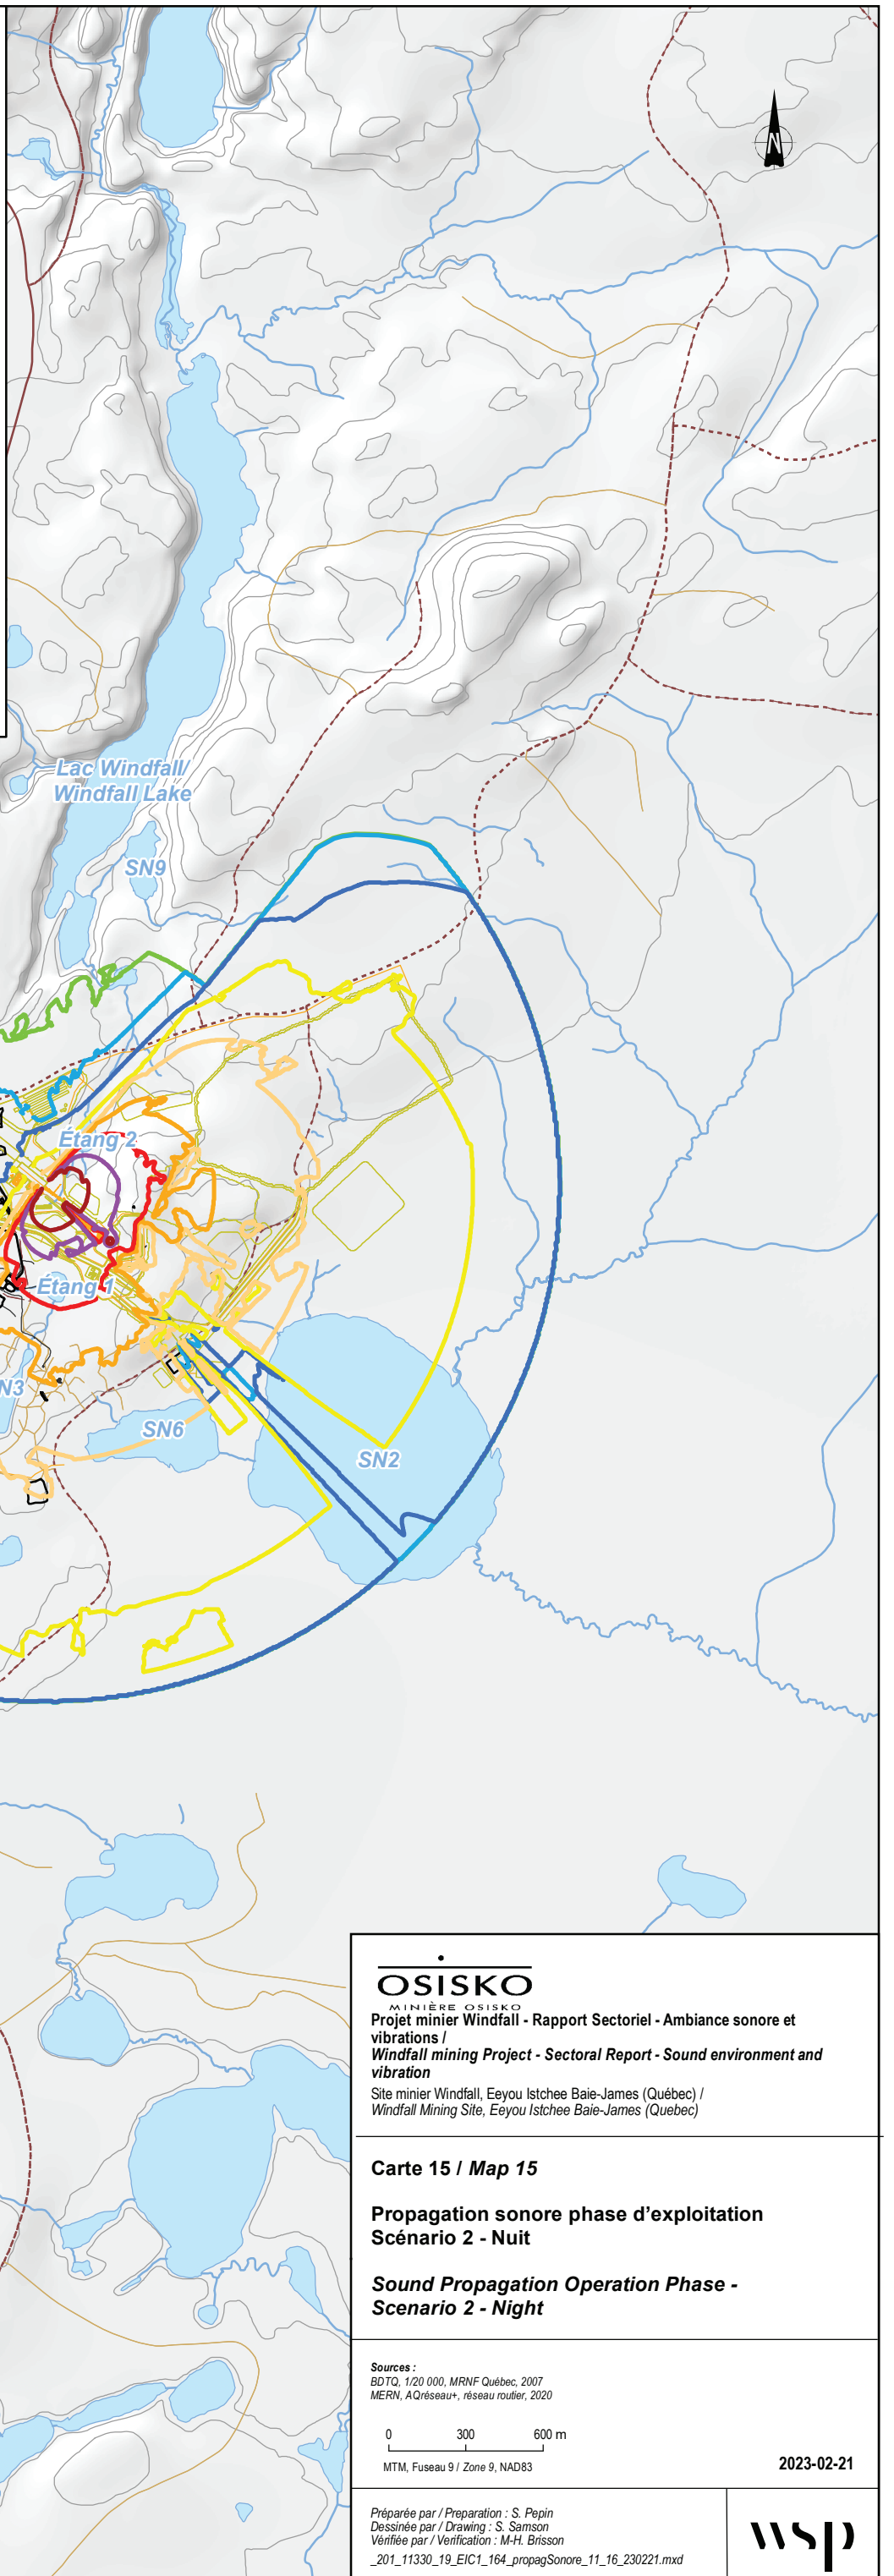 N
Lac Windfall/
Windfall Lake
SN9
Étang 2
Étang 1
N3
SN6
SN2
OSISKO
MINIÈRE OSISKO
Projet minier Windfall - Rapport Sectoriel - Ambiance sonore et
vibrations /
Windfall mining Project - Sectoral Report - Sound environment and
vibration
Site minier Windfall, Eeyou Istchee Baie-James (Québec) /
Windfall Mining Site, Eeyou Istchee Baie-James (Quebec)
Carte 15 / Map 15
Propagation sonore phase d'exploitation
Scénario 2 - Nuit
Sound Propagation Operation Phase -
Scenario 2 - Night
Sources :
BDTQ, 1/20 000, MRNF Québec, 2007
MERN, AQréseau+, réseau routier, 2020
0 300 600 m
MTM, Fuseau 9 / Zone 9, NAD83
2023-02-21
Préparée par / Preparation : S. Pepin
Dessinée par / Drawing : S. Samson
Vérifiée par / Verification : M-H. Brisson
_201_11330_19_EIC1_164_propagSonore_11_16_230221.mxd
wsp